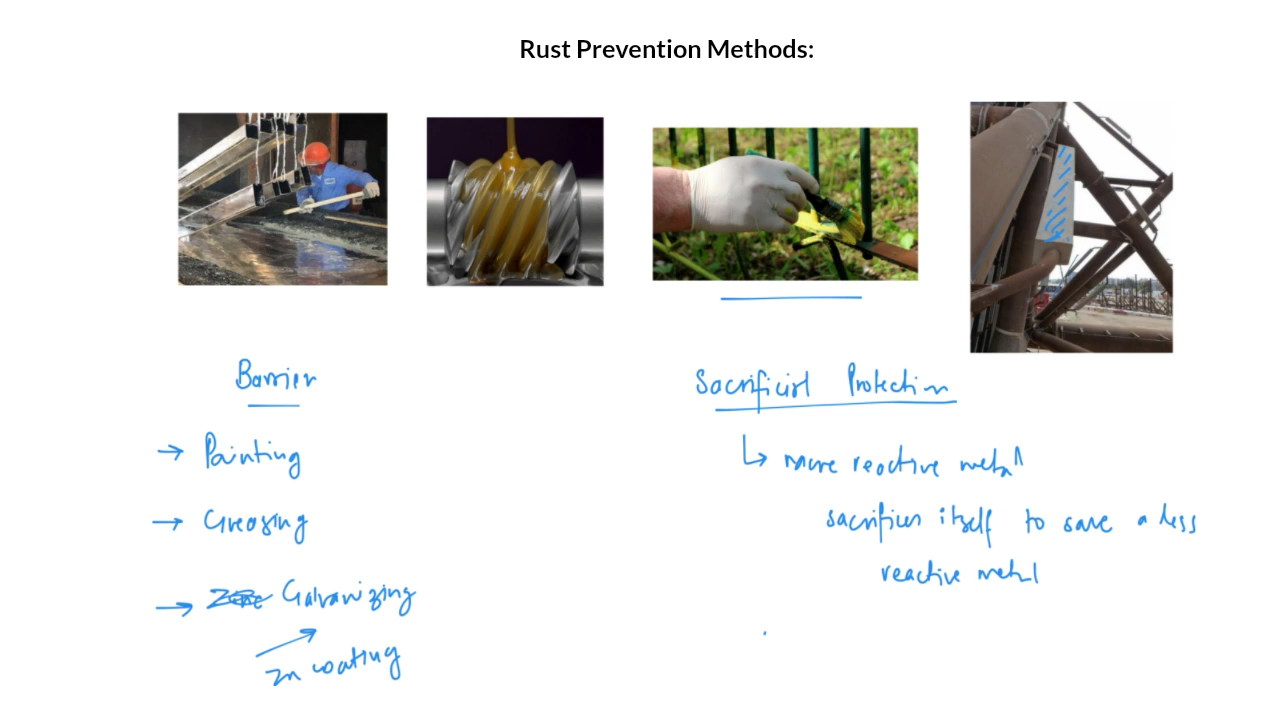 Rust Prevention Methods:
Barrier
→ Painting
→ Greasing
→ Galvanizing
Zn coating
Sacrificial Protection
↳ more reactive metal
sacrifices itself to save a less
reactive metal